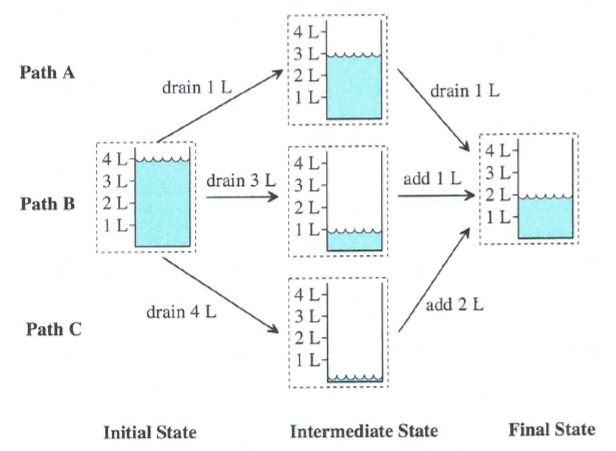 4 L
3 L
2 L
1 L
Path A
drain 1 L
drain 1 L
4 L
3 L
2 L
1 L
Path B
drain 3 L
4 L
3 L
2 L
1 L
add 1 L
4 L
3 L
2 L
1 L
Path C
drain 4 L
4 L
3 L
2 L
1 L
add 2 L
Initial State
Intermediate State
Final State